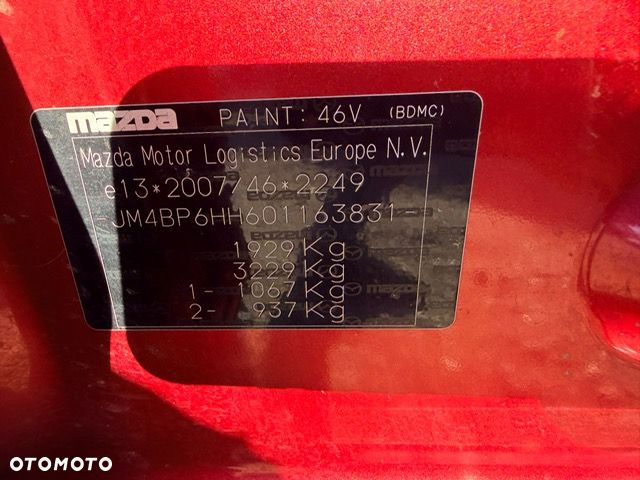 mazda PAINT: 46V (BDMC)
Mazda Motor Logistics Europe N.V.
e13*2007/46*2249
-JM4BP6HH601163831-
1929 Kg
3229 Kg
1- 1067 Kg
2- 937 Kg
OTOMOTO